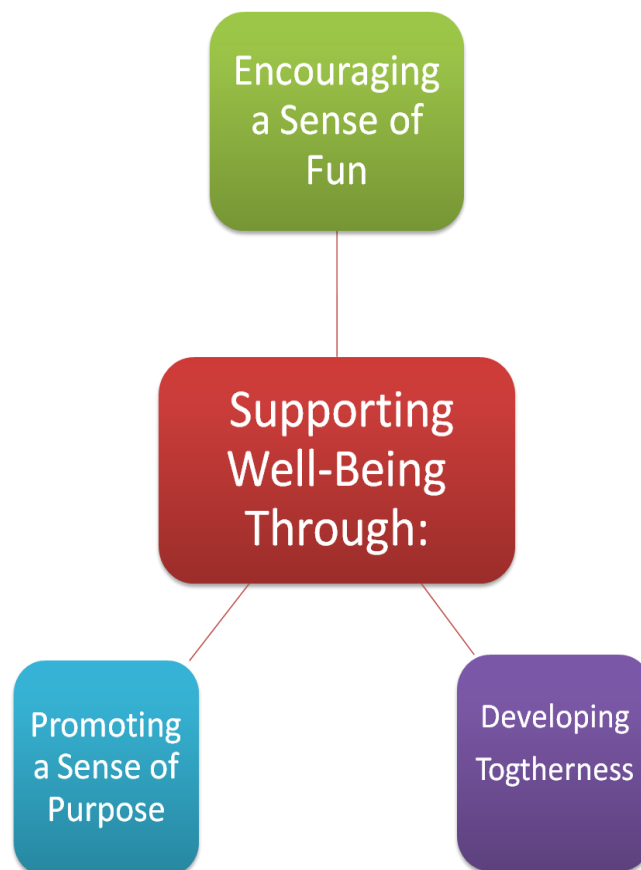 Encouraging
a Sense of
Fun
Supporting
Well-Being
Through:
Promoting
a Sense of
Purpose
Developing
Togtherness